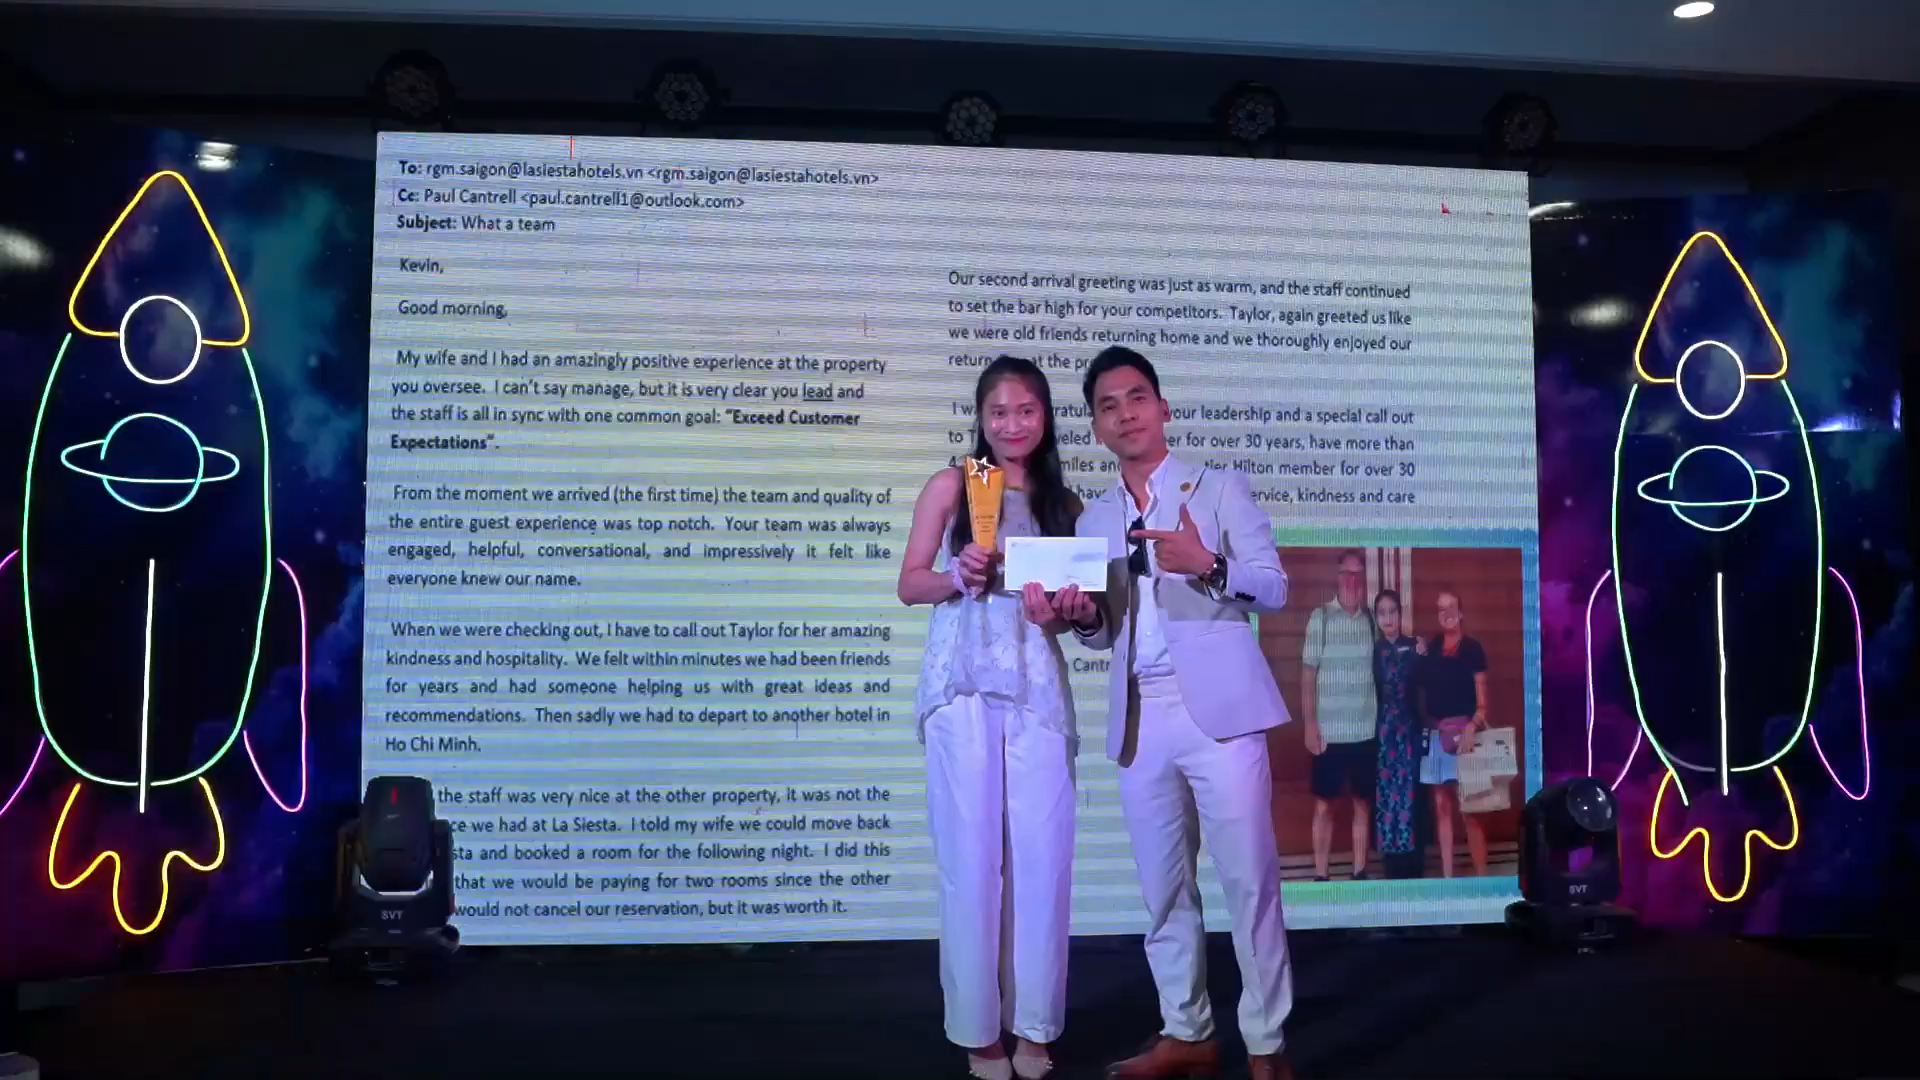 To: rgm.saigon@lasiestahotels.vn <rgm.saigon@lasiestahotels.vn>
Cc: Paul Cantrell <paul.cantrell1@outlook.com>
Subject: What a team
Kevin,
Good morning,
My wife and I had an amazingly positive experience at the property
you oversee. I can't say manage, but it is very clear you lead and
the staff is all in sync with one common goal: "Exceed Customer
Expectations".
From the moment we arrived (the first time) the team and quality of
the entire guest experience was top notch. Your team was always
engaged, helpful, conversational, and impressively it felt like
everyone knew our name.
When we were checking out, I have to call out Taylor for her amazing
kindness and hospitality. We felt within minutes we had been friends
for years and had someone helping us with great ideas and
recommendations. Then sadly we had to depart to another hotel in
Ho Chi Minh.
the staff was very nice at the other property, it was not the
we had at La Siesta. I told my wife we could move back
and booked a room for the following night. I did this
that we would be paying for two rooms since the other
would not cancel our reservation, but it was worth it.
Our second arrival greeting was just as warm, and the staff continued
to set the bar high for your competitors. Taylor, again greeted us like
we were old friends returning home and we thoroughly enjoyed our
return at the
I your leadership and a special call out
to for over 30 years, have more than
miles Hilton member for over 30
kindness and care
SVT
SVT